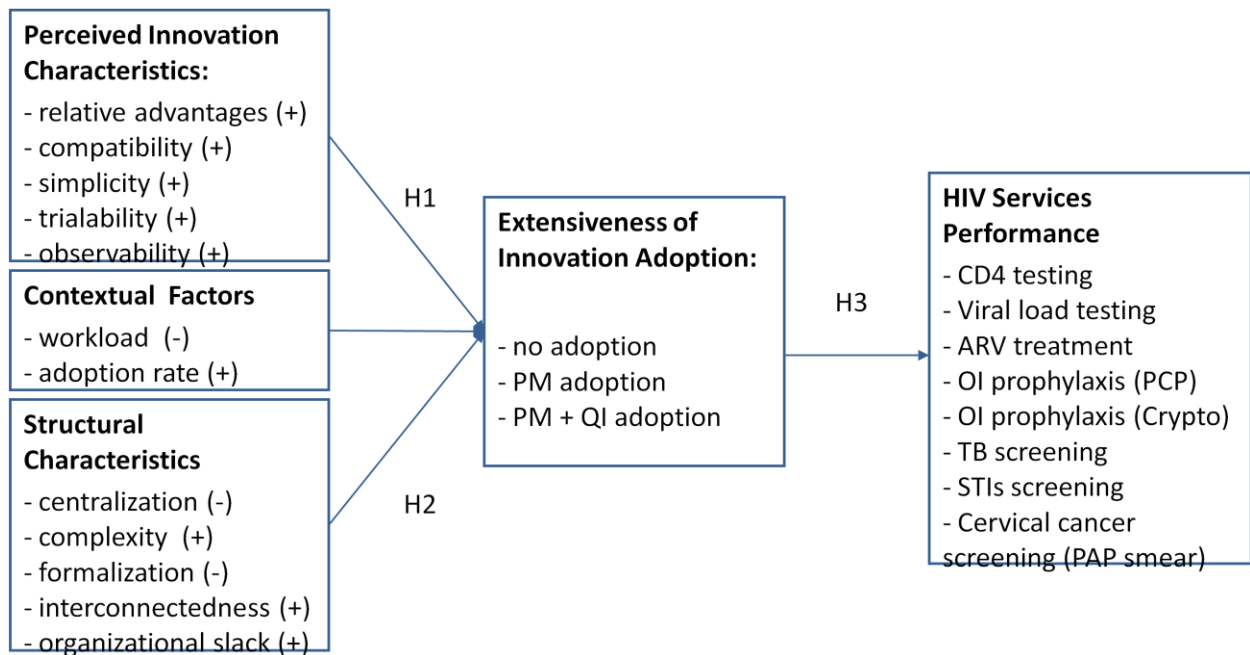 Perceived Innovation
Characteristics:
- relative advantages (+)
- compatibility (+)
- simplicity (+)
- trialability (+)
- observability (+)
Contextual Factors
- workload (-)
- adoption rate (+)
Structural
Characteristics
- centralization (-)
- complexity (+)
- formalization (-)
- interconnectedness (+)
- organizational slack (+)
H1
H2
Extensiveness of
Innovation Adoption:
- no adoption
- PM adoption
- PM + QI adoption
H3
HIV Services
Performance
- CD4 testing
- Viral load testing
- ARV treatment
- OI prophylaxis (PCP)
- OI prophylaxis (Crypto)
- TB screening
- STIs screening
- Cervical cancer
screening (PAP smear)